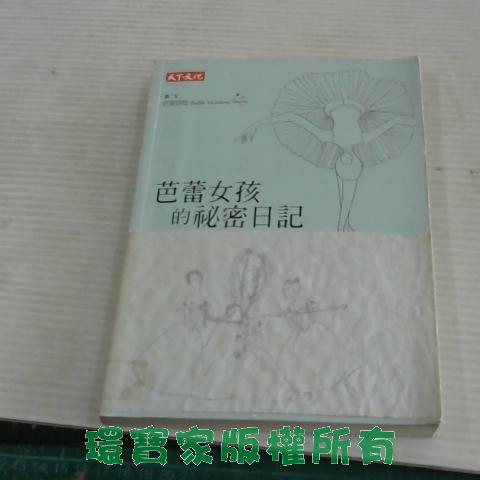 天下文化
芭蕾女孩
的祕密日記
環寶家版權所有